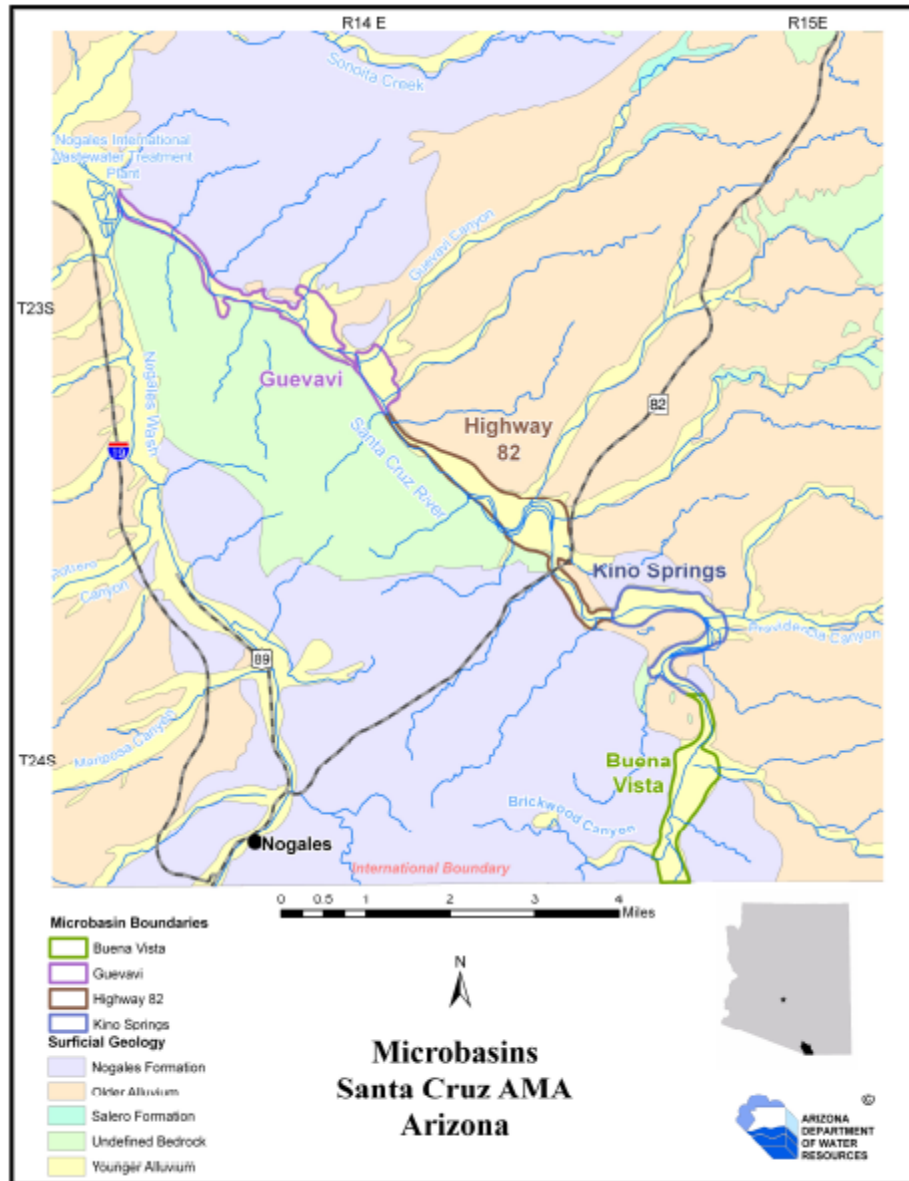 R14 E
R15E
Sonoita Creek
Nogales International
Wastewater Treatment
Plant
Guevavi Canyon
T23S
Guevavi
82
Nogales Wash
Highway
82
19
Santa Cruz River
Kino Springs
Canyon
Providencia Canyon
89
Mariposa Canyon
T24S
Buena
Vista
Brickwood Canyon
Nogales
International Boundary
0 0.5 1 2 3 4
Miles
Microbasin Boundaries
Buena Vista
Guevavi
Highway 82
Kino Springs
Surficial Geology
Nogales Formation
Older Alluvium
Salero Formation
Undefined Bedrock
Younger Alluvium
N
Microbasins
Santa Cruz AMA
Arizona
©
ARIZONA
DEPARTMENT
OF WATER
RESOURCES